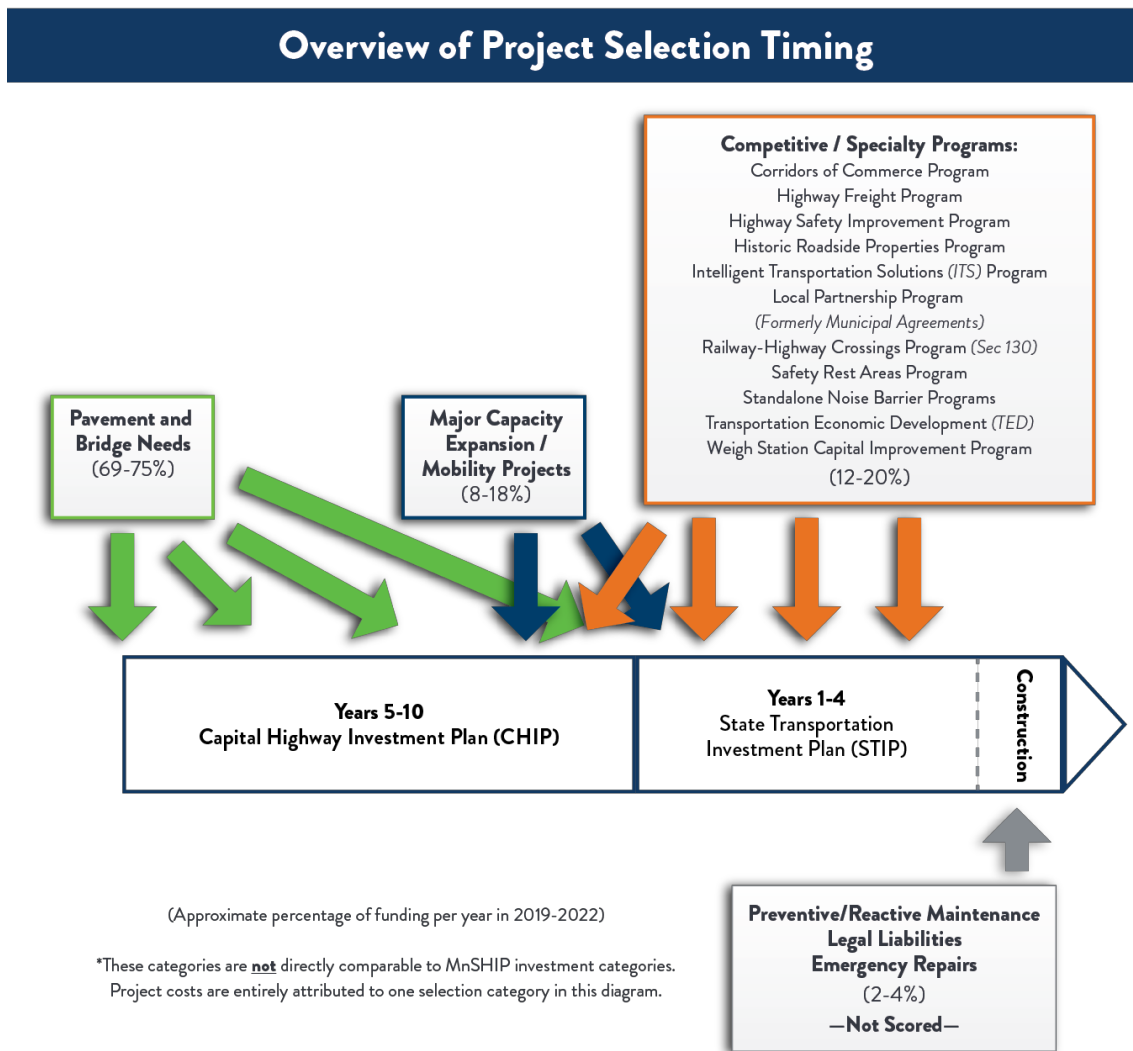 Overview of Project Selection Timing
Competitive / Specialty Programs:
Corridors of Commerce Program
Highway Freight Program
Highway Safety Improvement Program
Historic Roadside Properties Program
Intelligent Transportation Solutions (ITS) Program
Local Partnership Program
(Formerly Municipal Agreements)
Railway-Highway Crossings Program (Sec 130)
Safety Rest Areas Program
Standalone Noise Barrier Programs
Transportation Economic Development (TED)
Weigh Station Capital Improvement Program
(12-20%)
Pavement and
Bridge Needs
(69-75%)
Major Capacity
Expansion /
Mobility Projects
(8-18%)
Years 5-10
Capital Highway Investment Plan (CHIP)
Years 1-4
State Transportation
Investment Plan (STIP)
Construction
(Approximate percentage of funding per year in 2019-2022)
*These categories are not directly comparable to MnSHIP investment categories.
Project costs are entirely attributed to one selection category in this diagram.
Preventive/Reactive Maintenance
Legal Liabilities
Emergency Repairs
(2-4%)
—Not Scored—